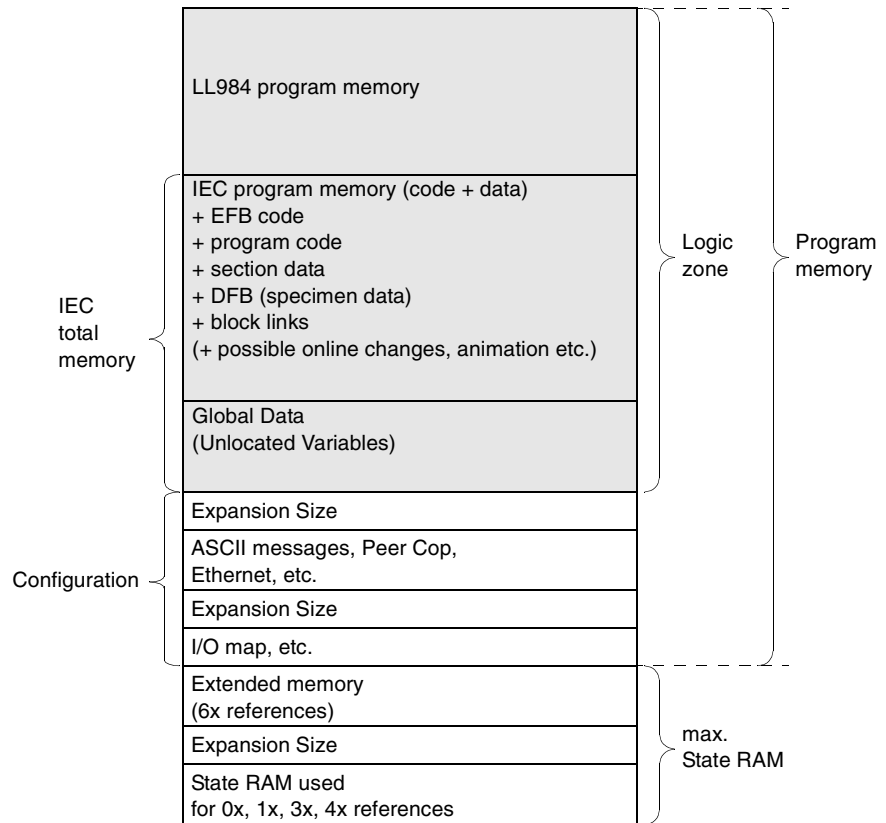 LL984 program memory
IEC program memory (code + data)
+ EFB code
+ program code
+ section data
+ DFB (specimen data)
+ block links
(+ possible online changes, animation etc.)
Global Data
(Unlocated Variables)
Expansion Size
ASCII messages, Peer Cop,
Ethernet, etc.
Expansion Size
I/O map, etc.
Extended memory
(6x references)
Expansion Size
State RAM used
for 0x, 1x, 3x, 4x references
IEC
total
memory
Configuration
Logic
zone
Program
memory
max.
State RAM